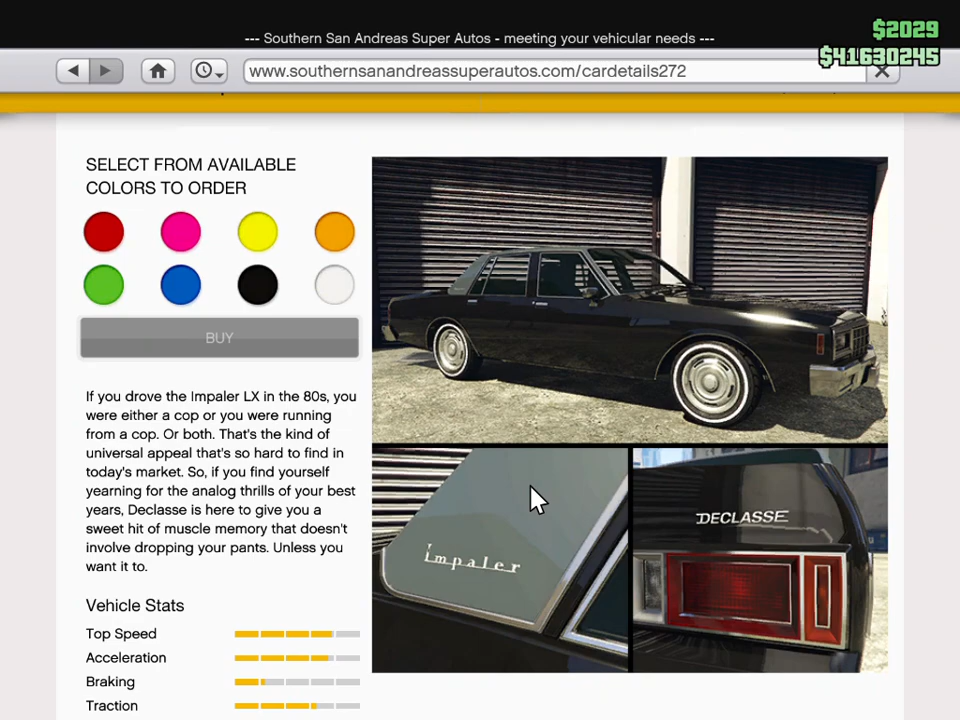 $2029
--- Southern San Andreas Super Autos - meeting your vehicular needs ---
$41630245
www.southernsanandreassuperautos.com/cardetails272
SELECT FROM AVAILABLE
COLORS TO ORDER
BUY
If you drove the Impaler LX in the 80s, you
were either a cop or you were running
from a cop. Or both. That's the kind of
universal appeal that's so hard to find in
today's market. So, if you find yourself
yearning for the analog thrills of your best
years, Declasse is here to give you a
sweet hit of muscle memory that doesn't
involve dropping your pants. Unless you
want it to.
Impaler
DECLASSE
Vehicle Stats
Top Speed
Acceleration
Braking
Traction